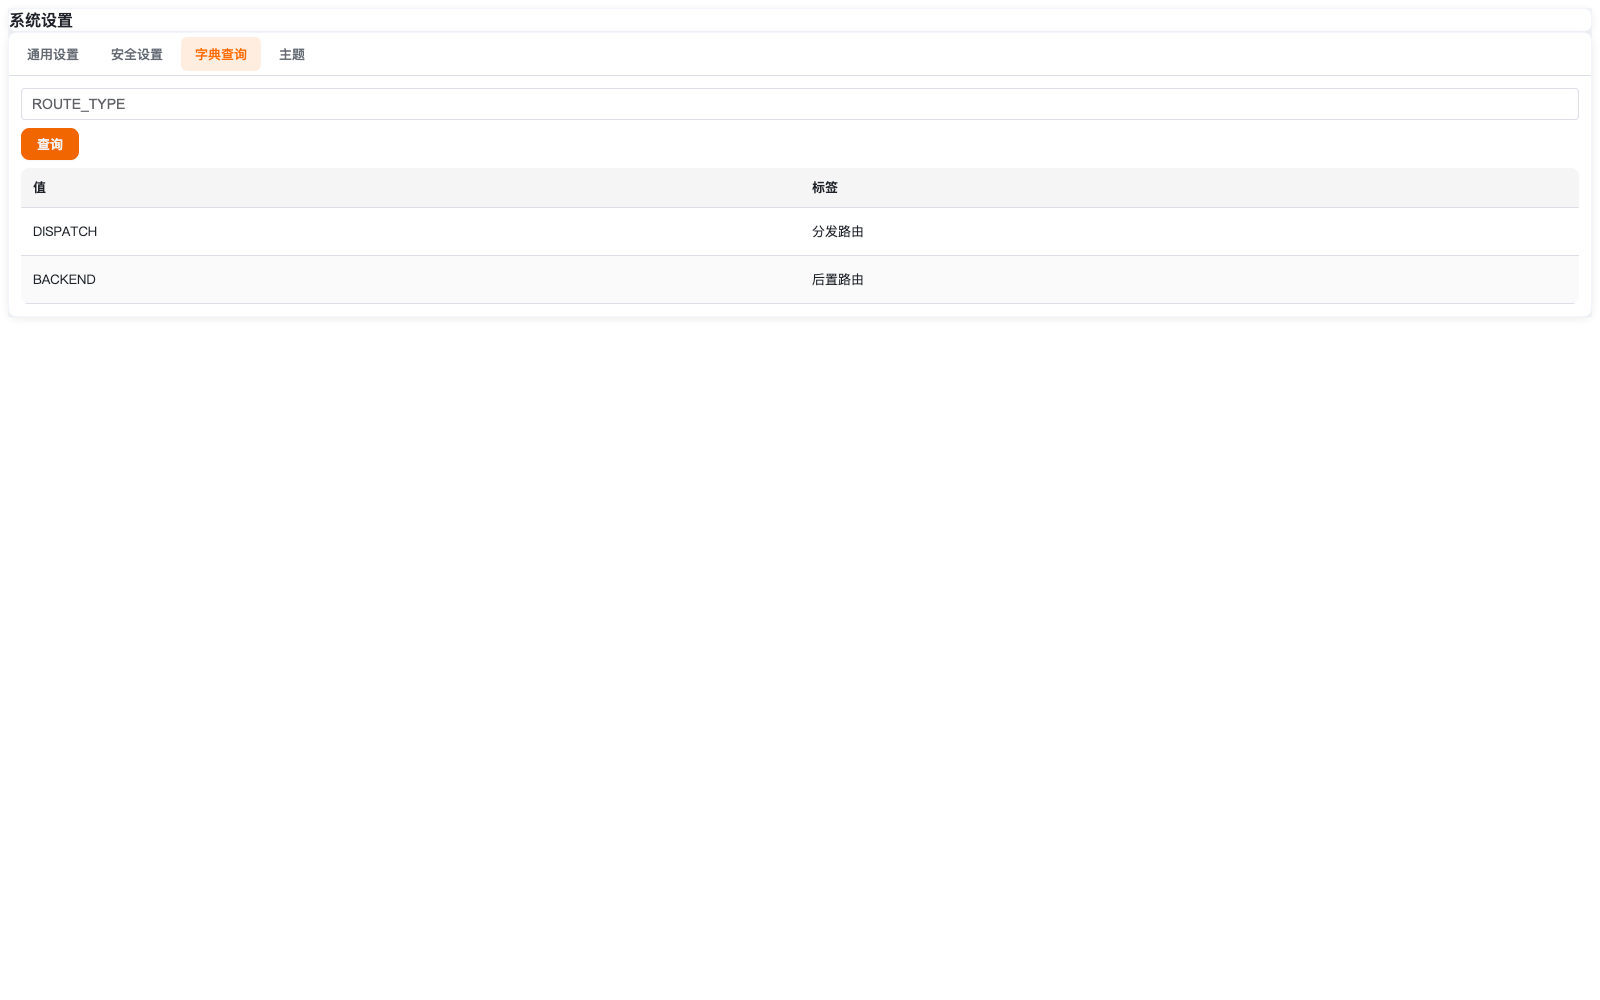 系统设置
通用设置 安全设置 字典查询 主题
ROUTE_TYPE
查询
值 标签
DISPATCH 分发路由
BACKEND 后置路由